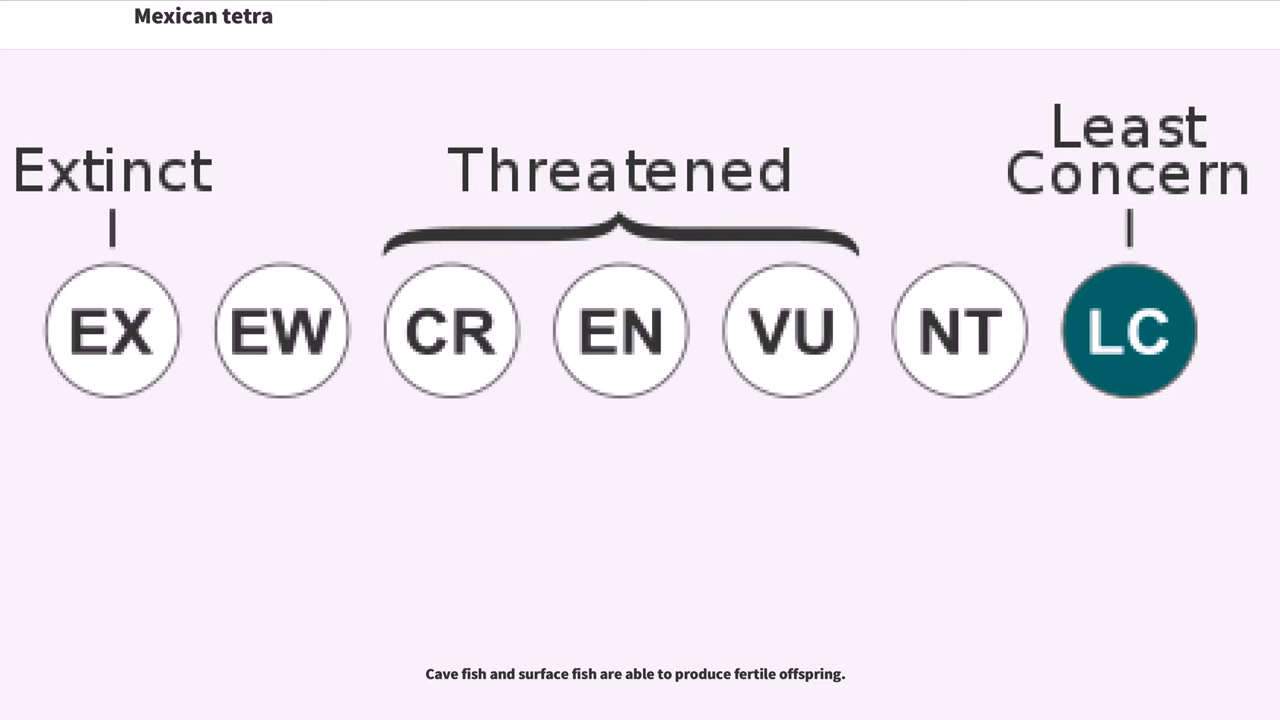 Mexican tetra
Extinct
Threatened
Least
Concern
EX EW CR EN VU NT LC
Cave fish and surface fish are able to produce fertile offspring.